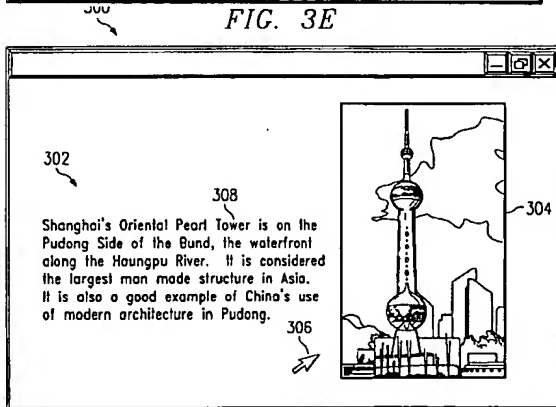 300
FIG. 3E
302
308
304
Shanghai's Oriental Pearl Tower is on the
Pudong Side of the Bund, the waterfront
along the Haungpu River. It is considered
the largest man made structure in Asia.
It is also a good example of China's use
of modern architecture in Pudong.
306